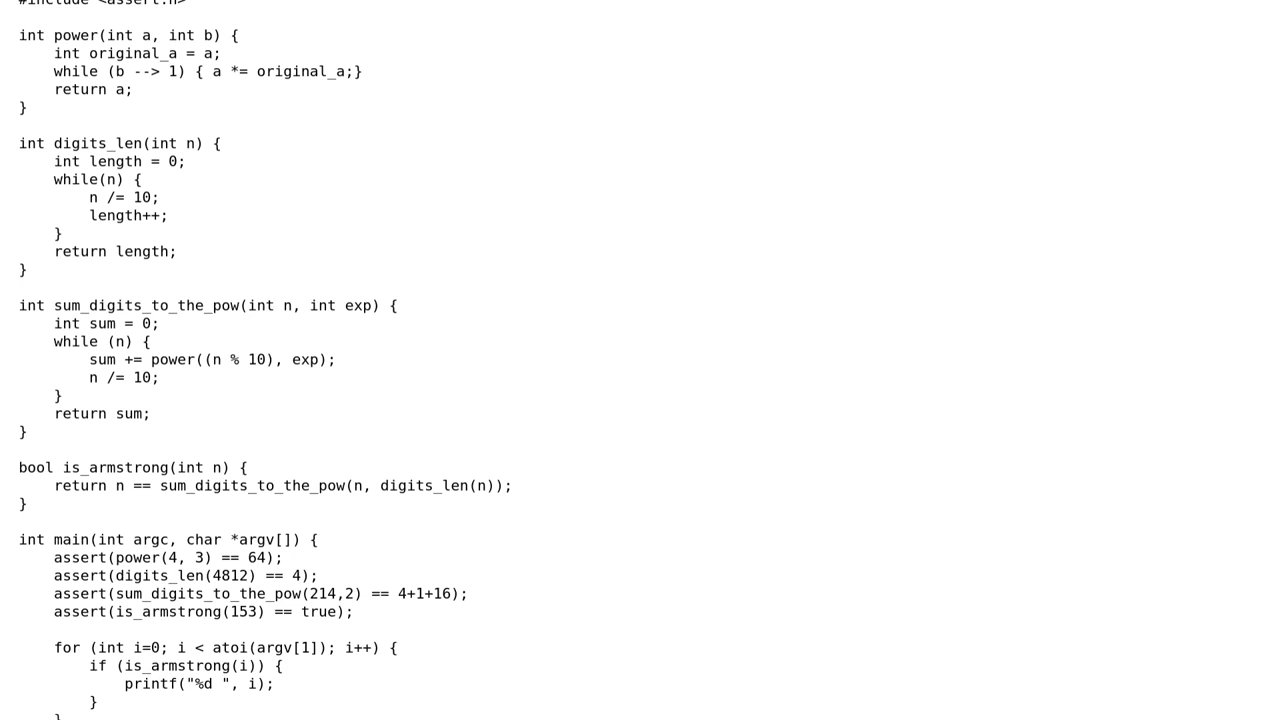 #include <assert.h>
int power(int a, int b) {
    int original_a = a;
    while (b --> 1) { a *= original_a;}
    return a;
}
int digits_len(int n) {
    int length = 0;
    while(n) {
        n /= 10;
        length++;
    }
    return length;
}
int sum_digits_to_the_pow(int n, int exp) {
    int sum = 0;
    while (n) {
        sum += power((n % 10), exp);
        n /= 10;
    }
    return sum;
}
bool is_armstrong(int n) {
    return n == sum_digits_to_the_pow(n, digits_len(n));
}
int main(int argc, char *argv[]) {
    assert(power(4, 3) == 64);
    assert(digits_len(4812) == 4);
    assert(sum_digits_to_the_pow(214,2) == 4+1+16);
    assert(is_armstrong(153) == true);
    for (int i=0; i < atoi(argv[1]); i++) {
        if (is_armstrong(i)) {
            printf("%d ", i);
        }
    }